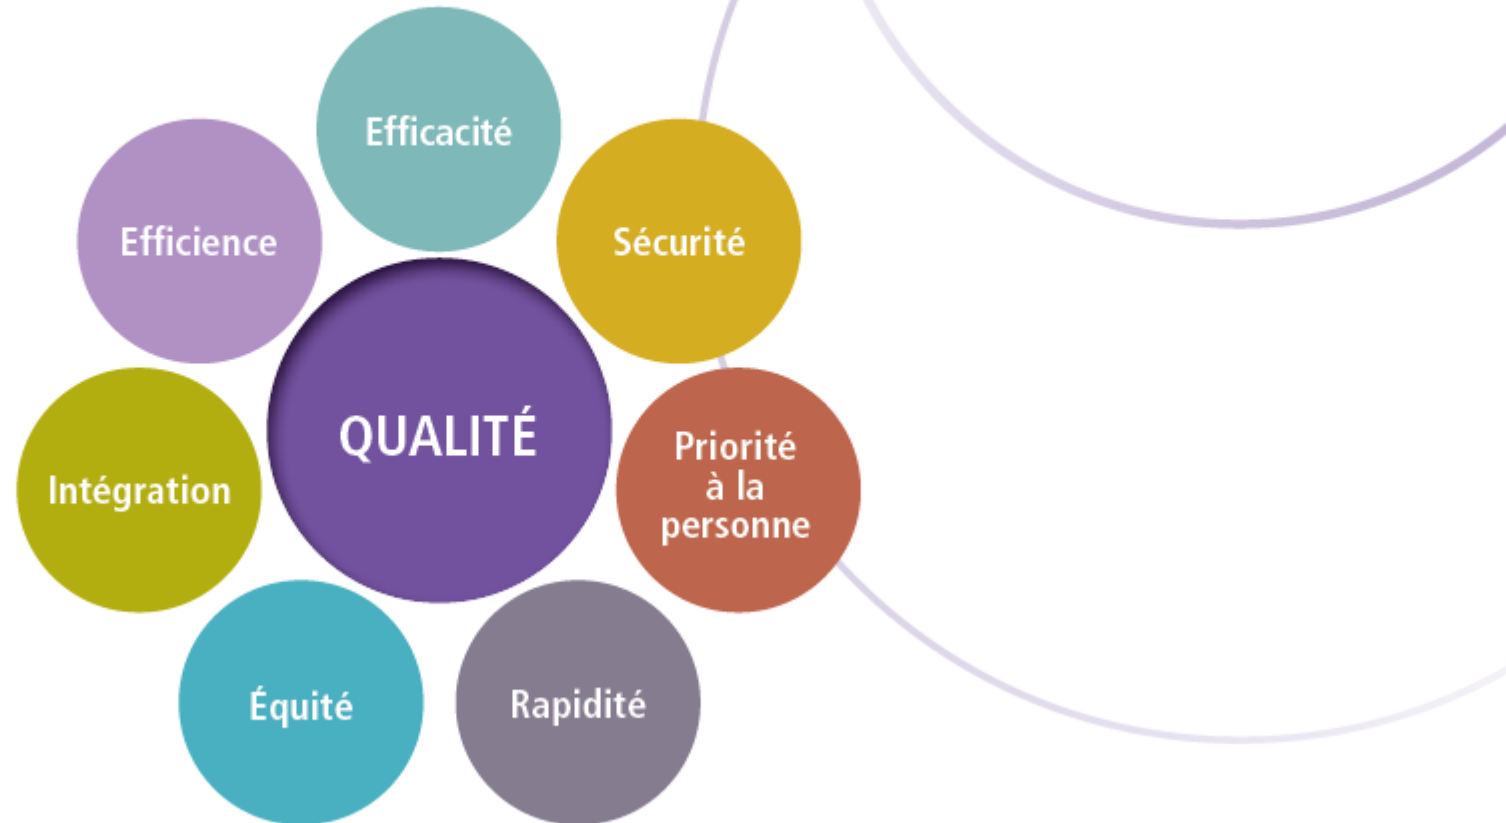 Efficacité
Efficience
Sécurité
QUALITÉ
Priorité
à la
personne
Intégration
Équité
Rapidité